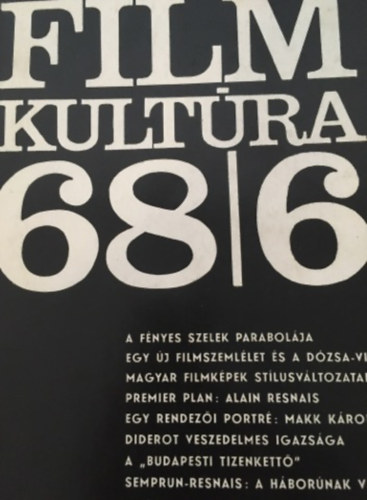 FILM
KULTÚRA
68|6
A FÉNYES SZELEK PARABOLÁJA
EGY ÚJ FILMSZEMLÉLET ÉS A DÓZSA-VI
MAGYAR FILMKÉPEK STÍLUSVÁLTOZATAI
PREMIER PLAN: ALAIN RESNAIS
EGY RENDEZŐI PORTRÉ: MAKK KÁRO
DIDEROT VESZEDELMES IGAZSÁGA
A „BUDAPESTI TIZENKETTŐ"
SEMPRUN-RESNAIS: A HÁBORÚNAK V